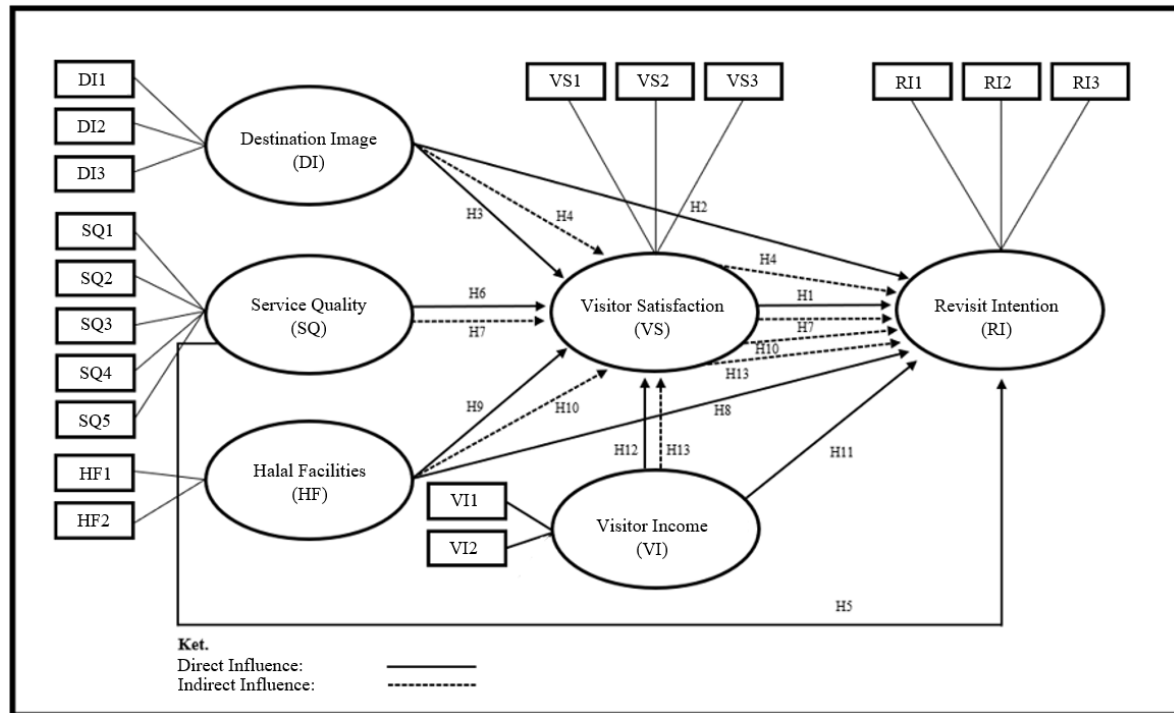 DI1
DI2
DI3
SQ1
SQ2
SQ3
SQ4
SQ5
HF1
HF2
Destination Image
(DI)
Service Quality
(SQ)
Halal Facilities
(HF)
VS1
VS2
VS3
RI1
RI2
RI3
H3
H4
H2
H6
H7
H9
H10
Visitor Satisfaction
(VS)
H4
H1
H7
H10
H13
H8
Revisit Intention
(RI)
H12
H13
H11
VI1
VI2
Visitor Income
(VI)
H5
Ket.
Direct Influence:
Indirect Influence: